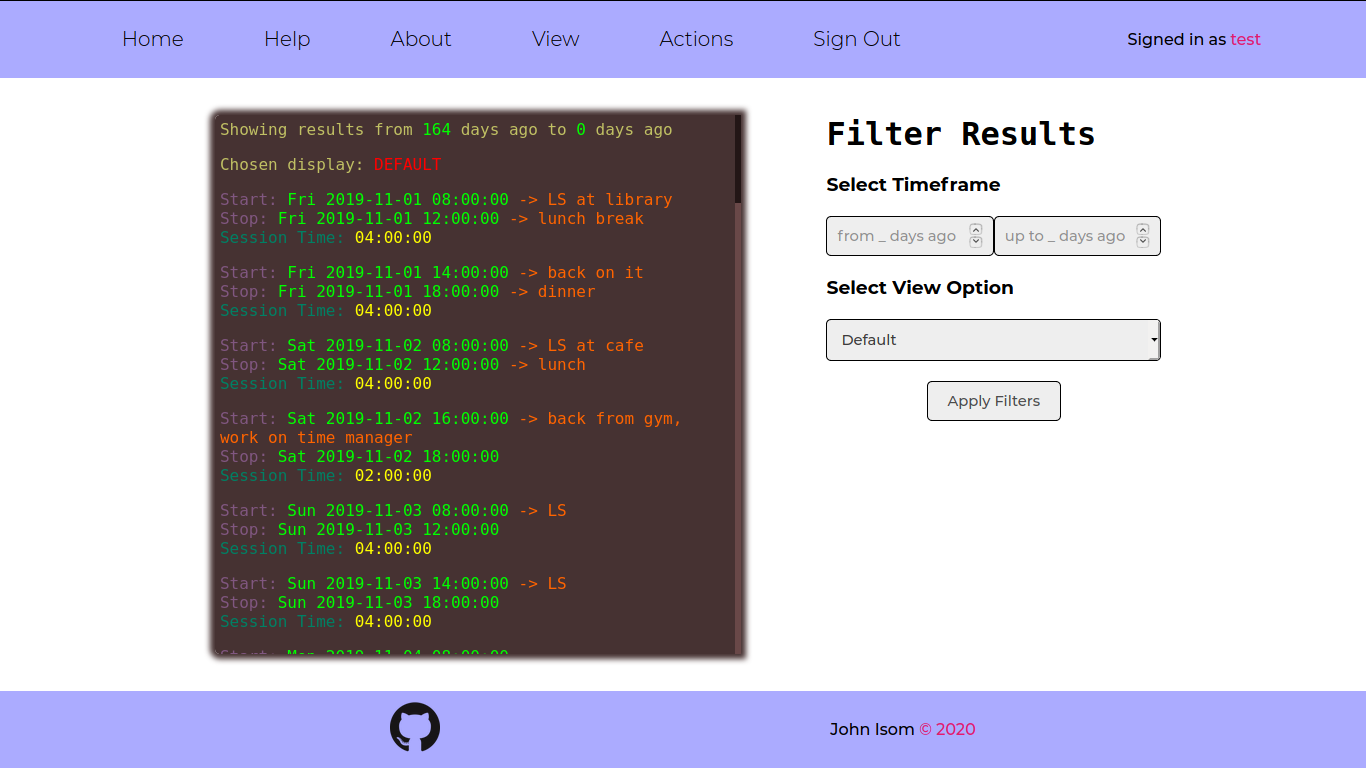 Home Help About View Actions Sign Out Signed in as test
Showing results from 164 days ago to 0 days ago
Chosen display: DEFAULT
Start: Fri 2019-11-01 08:00:00 -> LS at library
Stop: Fri 2019-11-01 12:00:00 -> lunch break
Session Time: 04:00:00
Start: Fri 2019-11-01 14:00:00 -> back on it
Stop: Fri 2019-11-01 18:00:00 -> dinner
Session Time: 04:00:00
Start: Sat 2019-11-02 08:00:00 -> LS at cafe
Stop: Sat 2019-11-02 12:00:00 -> lunch
Session Time: 04:00:00
Start: Sat 2019-11-02 16:00:00 -> back from gym,
work on time manager
Stop: Sat 2019-11-02 18:00:00
Session Time: 02:00:00
Start: Sun 2019-11-03 08:00:00 -> LS
Stop: Sun 2019-11-03 12:00:00
Session Time: 04:00:00
Start: Sun 2019-11-03 14:00:00 -> LS
Stop: Sun 2019-11-03 18:00:00
Session Time: 04:00:00
Start: Mon 2019-11-04 08:00:00
Filter Results
Select Timeframe
from _ days ago up to _ days ago
Select View Option
Default
Apply Filters
John Isom © 2020